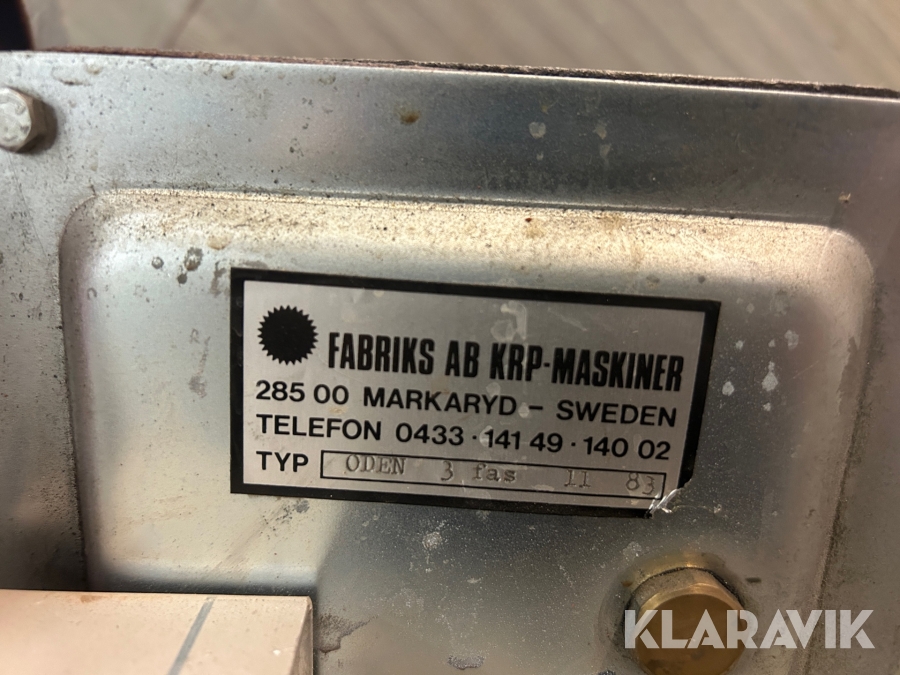 FABRIKS AB KRP-MASKINER
285 00 MARKARYD – SWEDEN
TELEFON 0433 · 141 49 · 140 02
TYP ODEN 3 fas 11 83
KLARAVIK